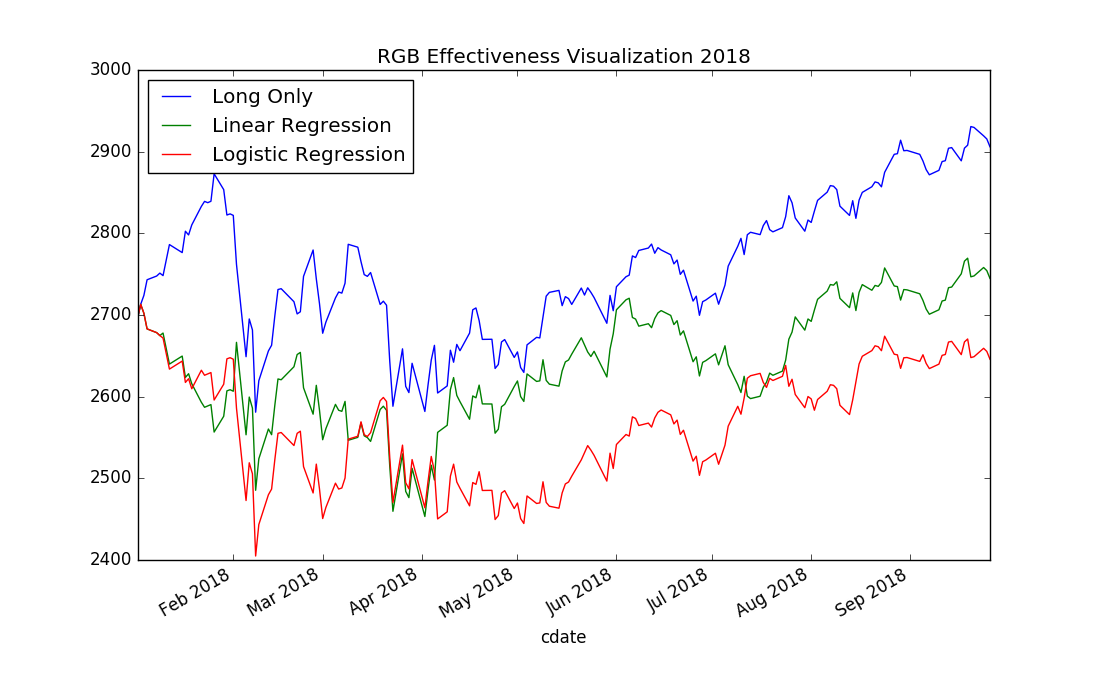 RGB Effectiveness Visualization 2018
3000
2900
2800
2700
2600
2500
2400
Long Only
Linear Regression
Logistic Regression
Feb 2018
Mar 2018
Apr 2018
May 2018
Jun 2018
Jul 2018
Aug 2018
Sep 2018
cdate